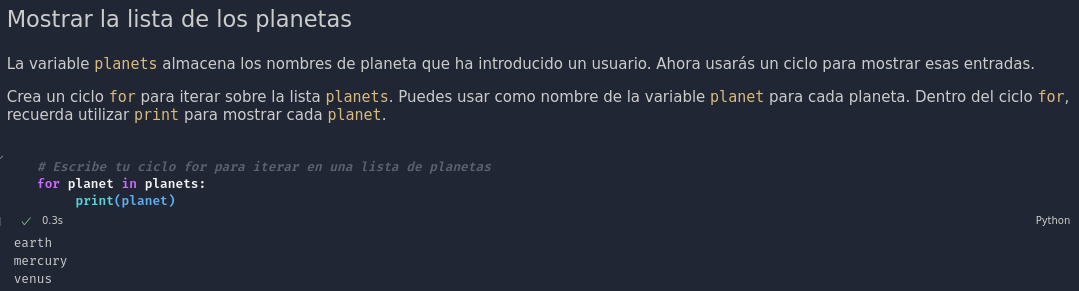 Mostrar la lista de los planetas
La variable planets almacena los nombres de planeta que ha introducido un usuario. Ahora usarás un ciclo para mostrar esas entradas.
Crea un ciclo for para iterar sobre la lista planets. Puedes usar como nombre de la variable planet para cada planeta. Dentro del ciclo for,
recuerda utilizar print para mostrar cada planet.
# Escribe tu ciclo for para iterar en una lista de planetas
for planet in planets:
     print(planet)
✓ 0.3s Python
earth
mercury
venus